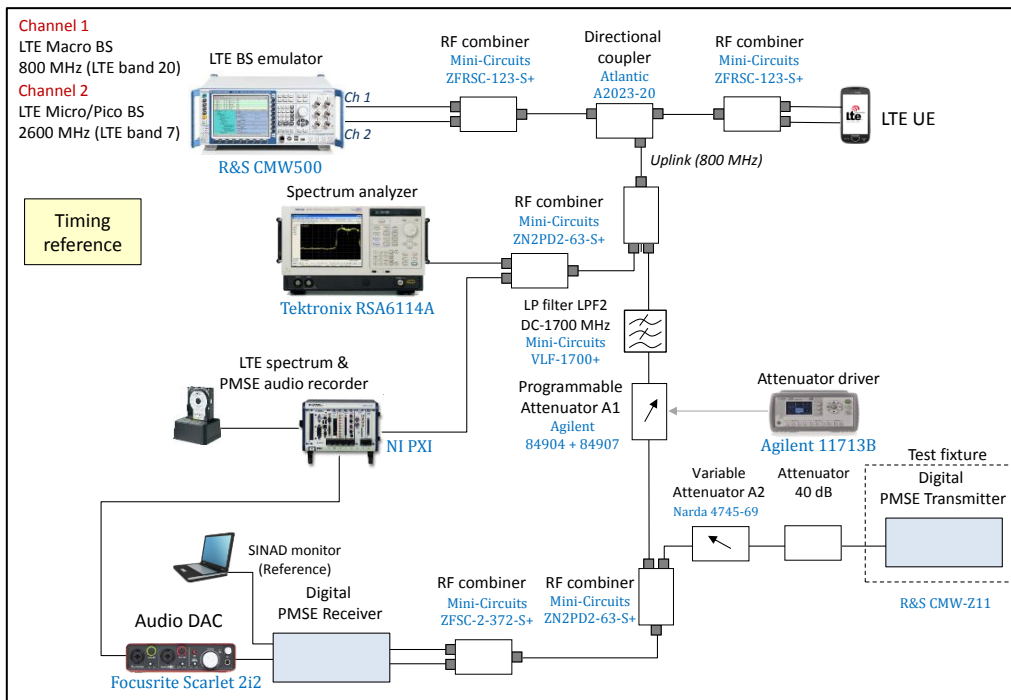 Channel 1
LTE Macro BS
800 MHz (LTE band 20)
Channel 2
LTE Micro/Pico BS
2600 MHz (LTE band 7)
LTE BS emulator
Ch 1
Ch 2
R&S CMW500
RF combiner
Mini-Circuits
ZFRSC-123-S+
Directional
coupler
Atlantic
A2023-20
RF combiner
Mini-Circuits
ZFRSC-123-S+
Lte
LTE UE
Uplink (800 MHz)
Timing
reference
Spectrum analyzer
Tektronix RSA6114A
RF combiner
Mini-Circuits
ZN2PD2-63-S+
LP filter LPF2
DC-1700 MHz
Mini-Circuits
VLF-1700+
LTE spectrum &
PMSE audio recorder
NI PXI
Programmable
Attenuator A1
Agilent
84904 + 84907
Attenuator driver
Agilent 11713B
Variable
Attenuator A2
Narda 4745-69
Attenuator
40 dB
Test fixture
Digital
PMSE Transmitter
R&S CMW-Z11
SINAD monitor
(Reference)
Digital
PMSE Receiver
RF combiner
Mini-Circuits
ZFSC-2-372-S+
RF combiner
Mini-Circuits
ZN2PD2-63-S+
Audio DAC
Focusrite Scarlet 2i2